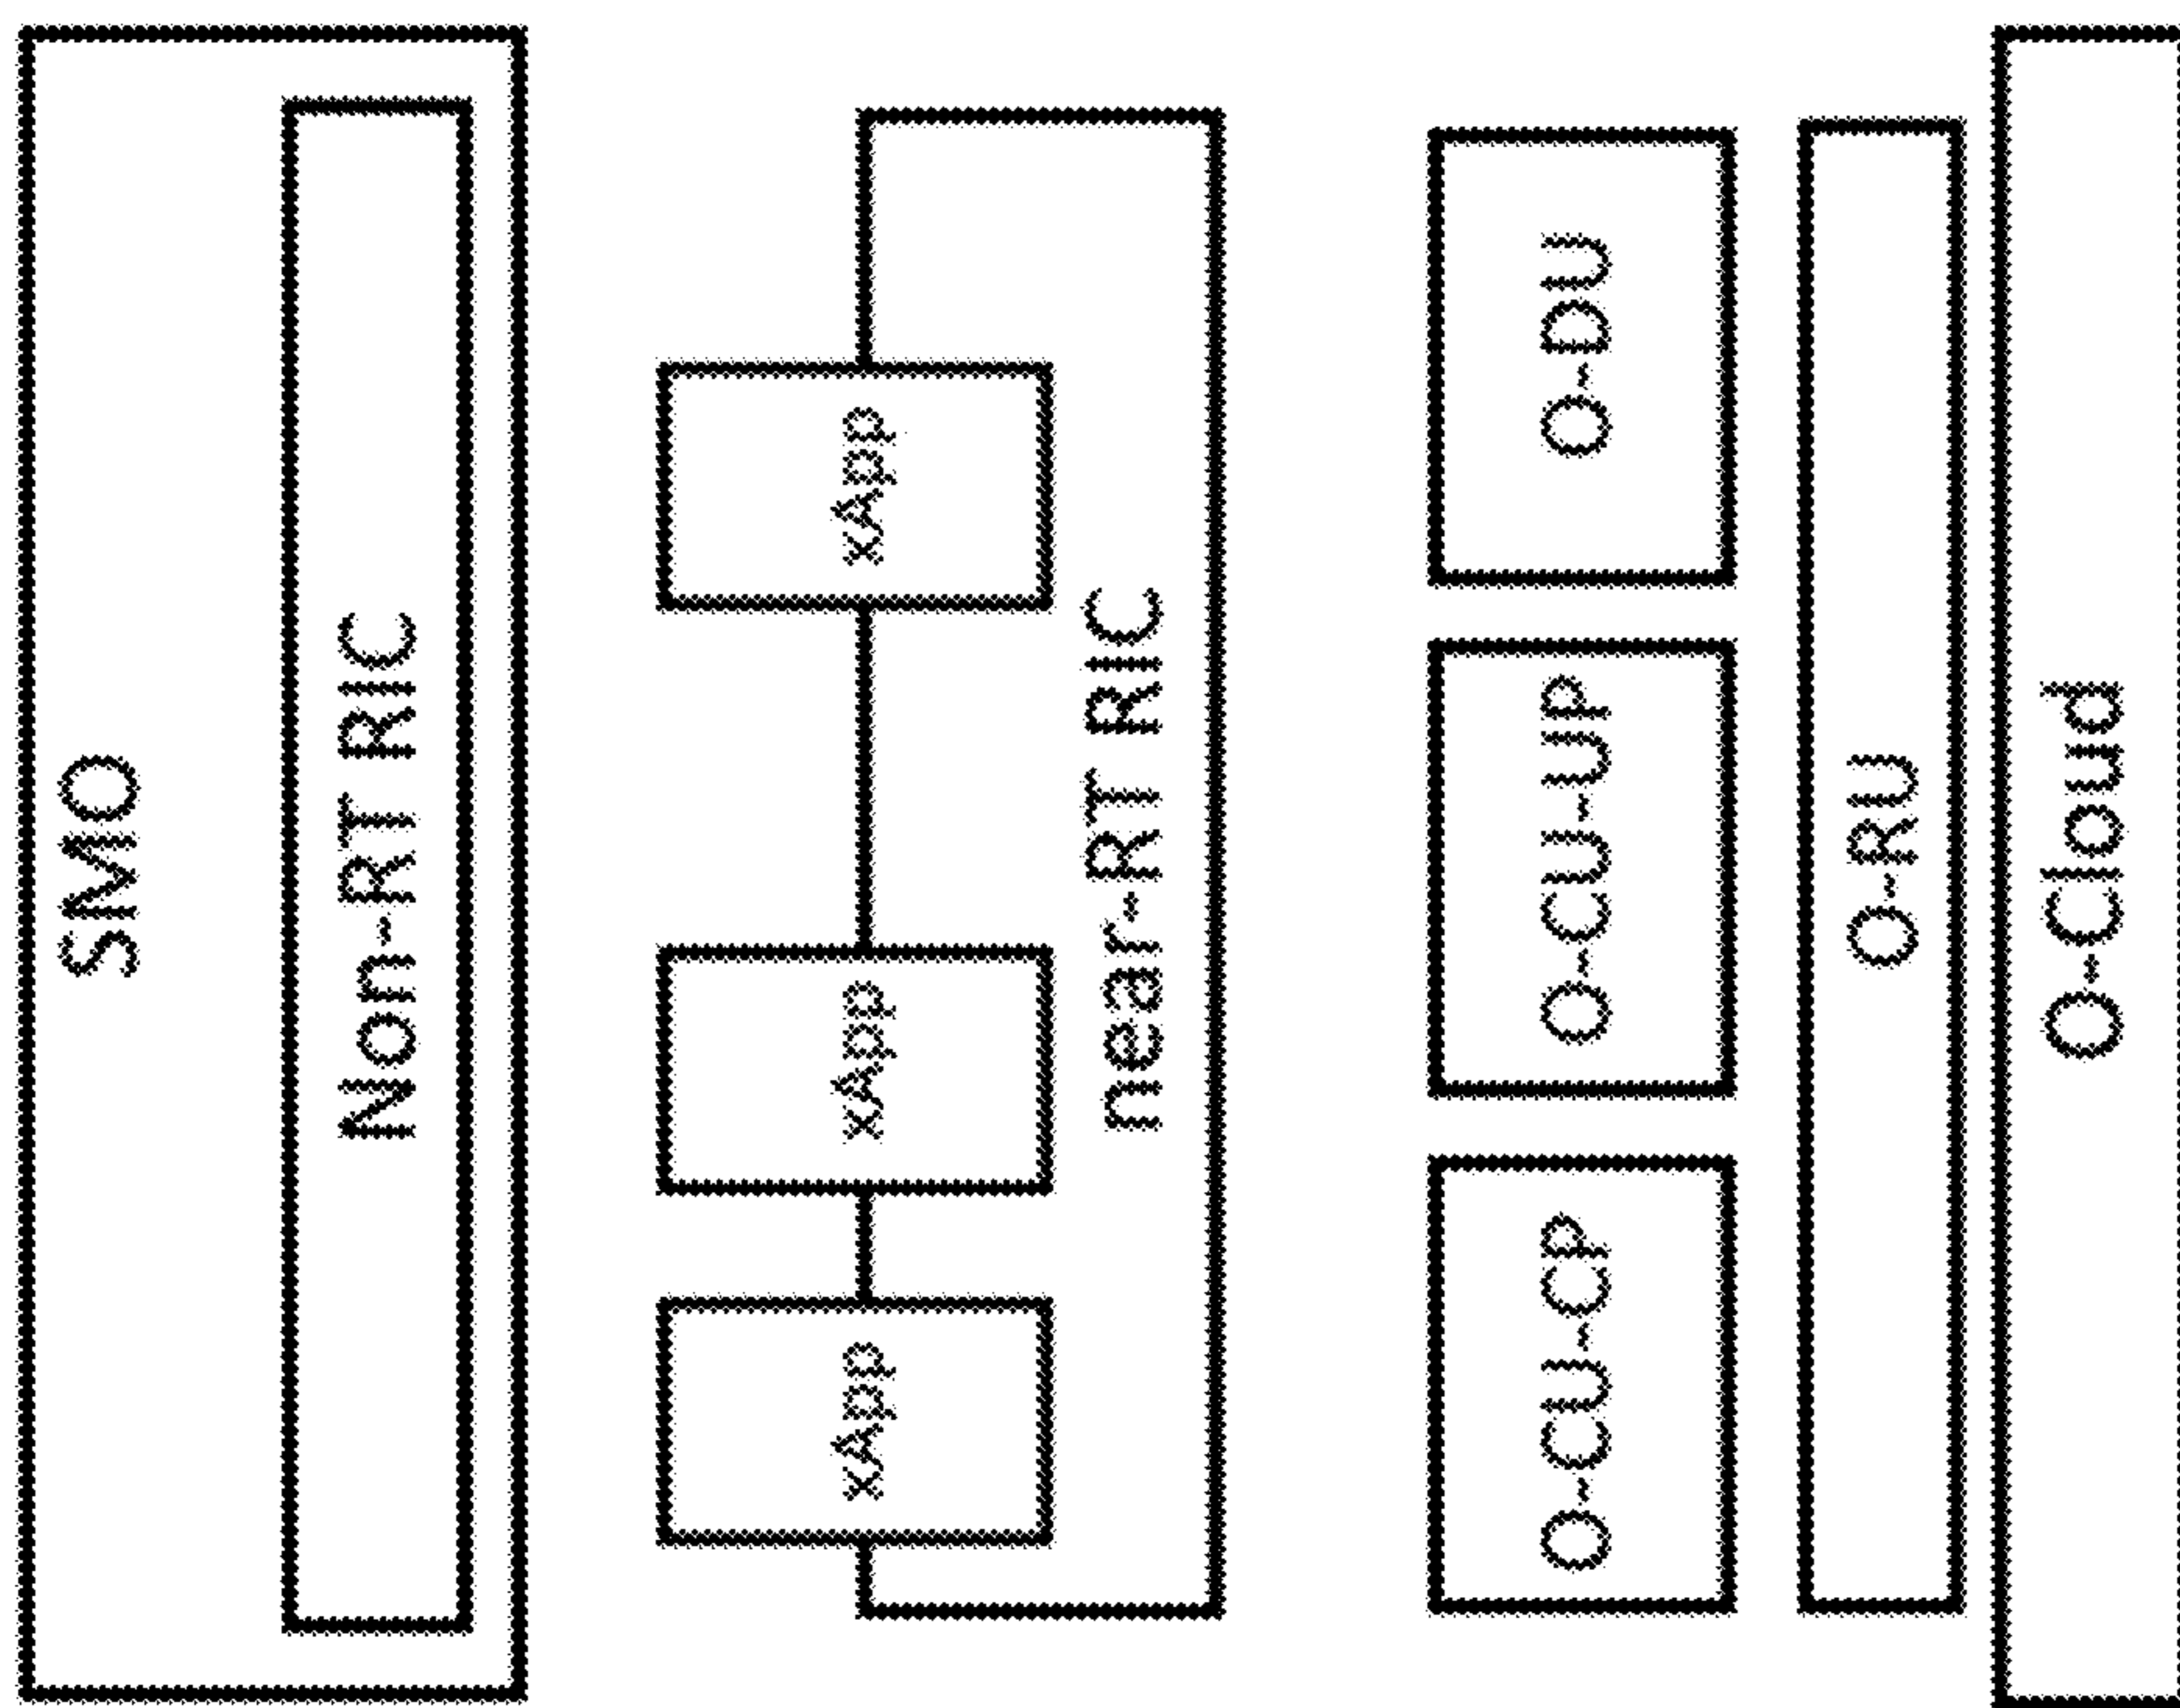 SMO
Non-RT RIC
xApp
xApp
xApp
near-RT RIC
O-CU-CP
O-CU-UP
O-DU
O-RU
O-Cloud